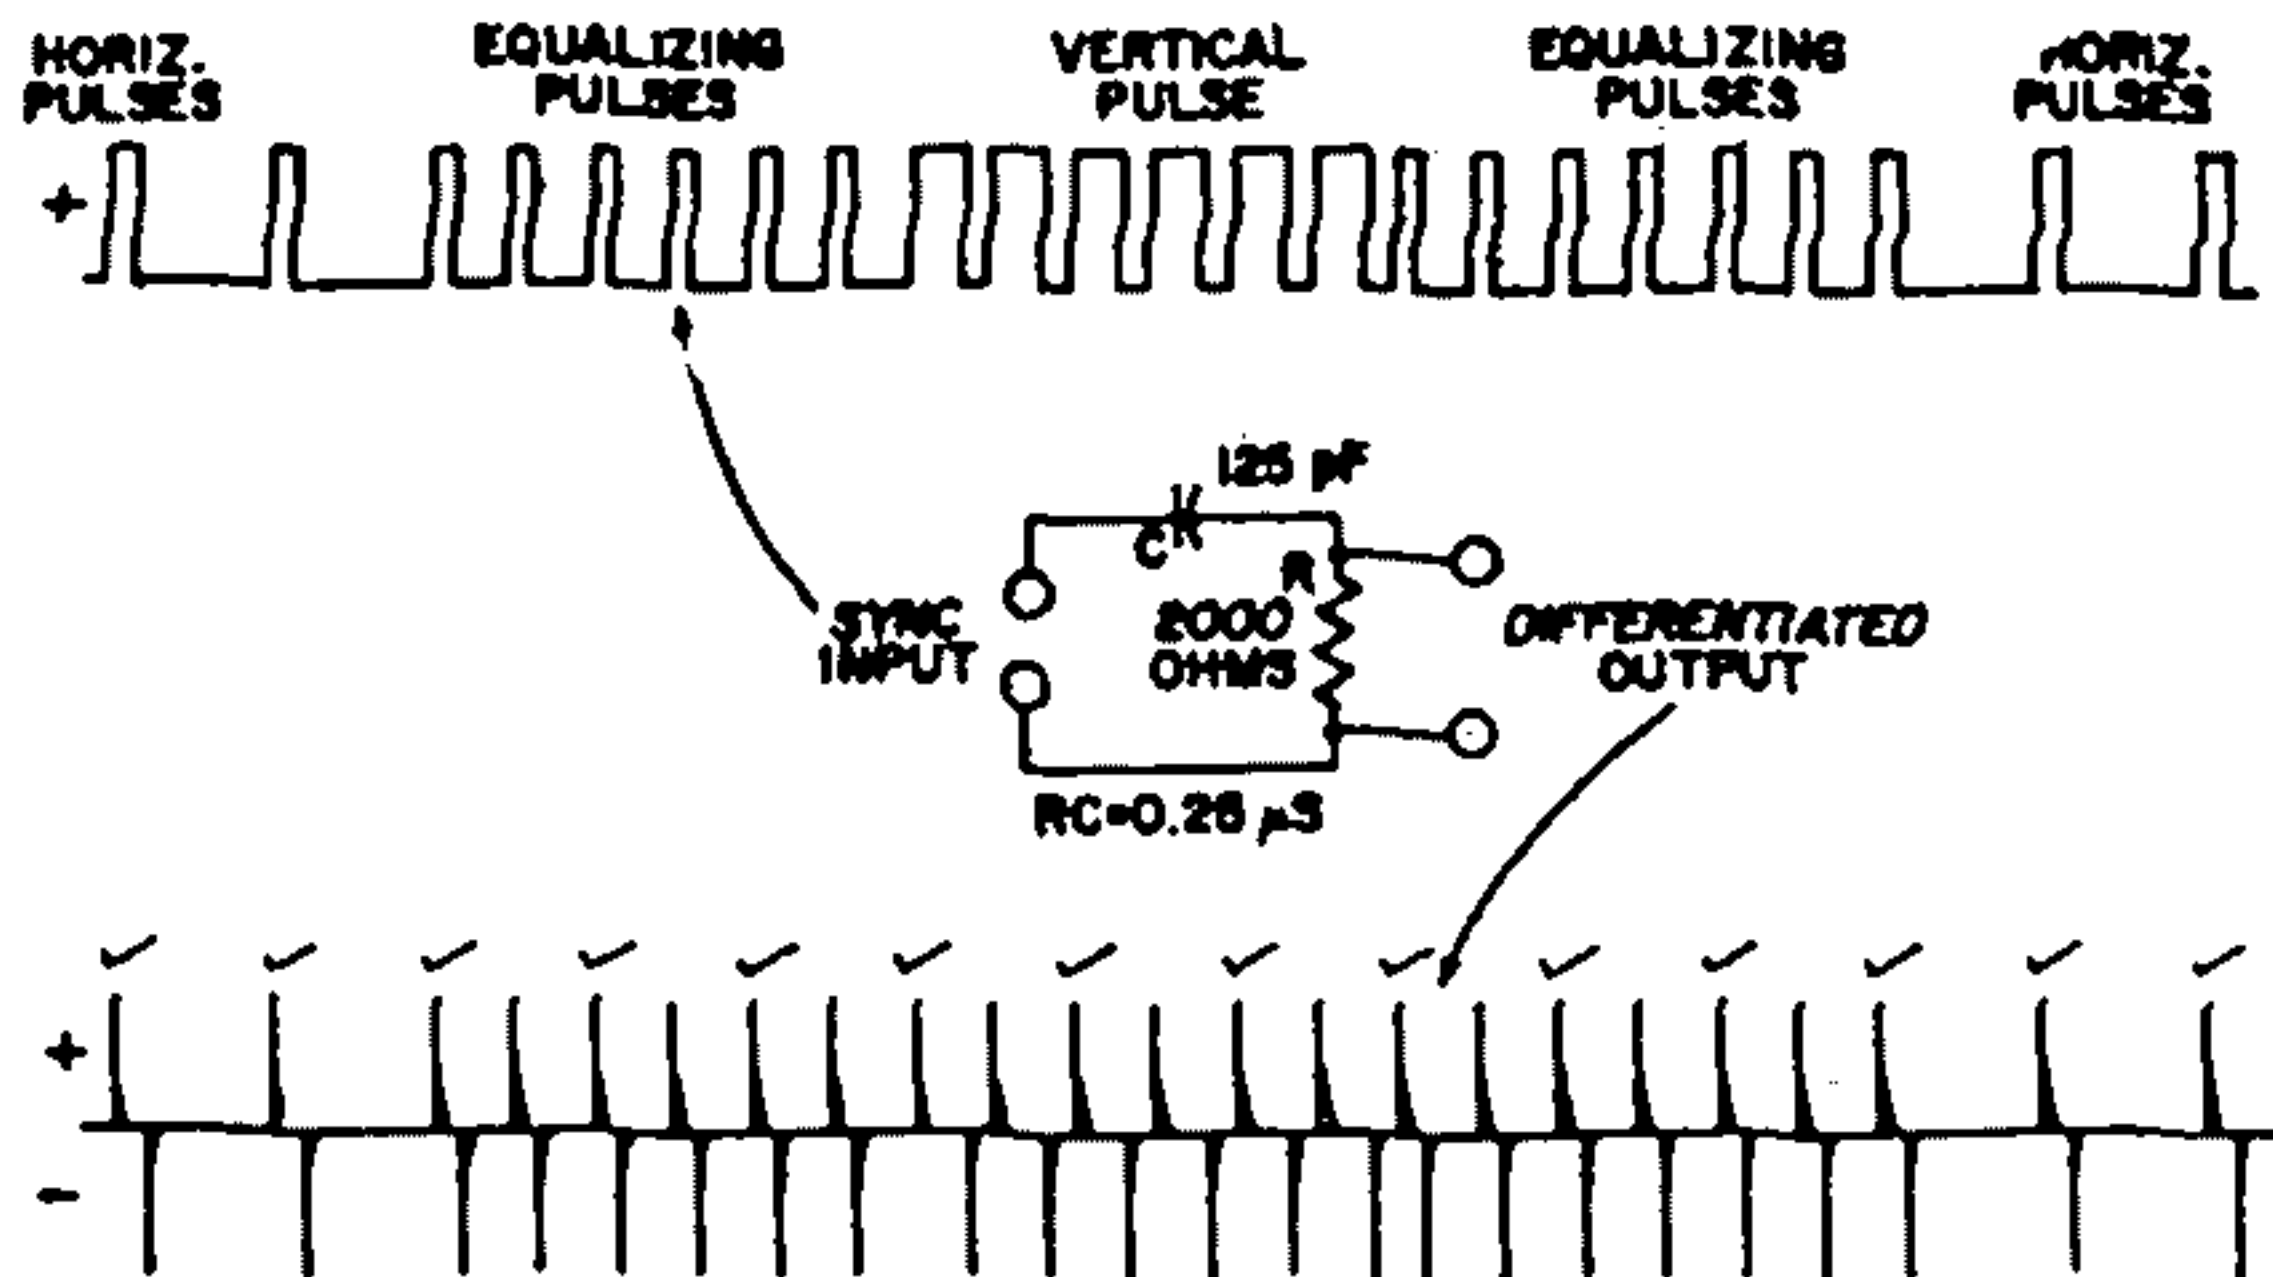 HORIZ.
PULSES
EQUALIZING
PULSES
VERTICAL
PULSE
EQUALIZING
PULSES
HORIZ.
PULSES
+
125 pF
C
R
2000
OHMS
SYNC
INPUT
DIFFERENTIATED
OUTPUT
RC=0.25 µS
+
-